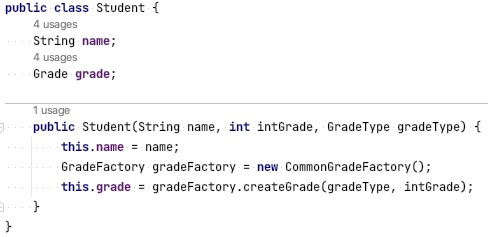 public class Student {
4 usages
String name;
4 usages
Grade grade;
1 usage
public Student(String name, int intGrade, GradeType gradeType) {
this.name = name;
GradeFactory gradeFactory = new CommonGradeFactory();
this.grade = gradeFactory.createGrade(gradeType, intGrade);
}
}